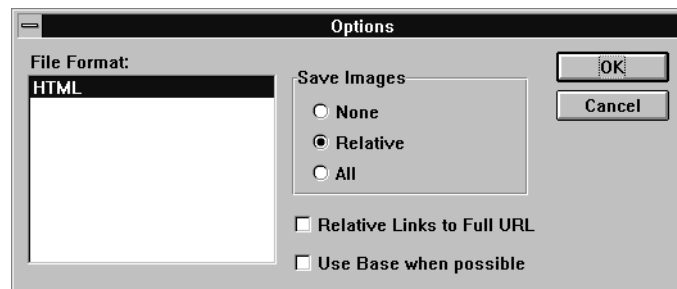 Options
File Format:
HTML
Save Images
None
Relative
All
Relative Links to Full URL
Use Base when possible
OK
Cancel